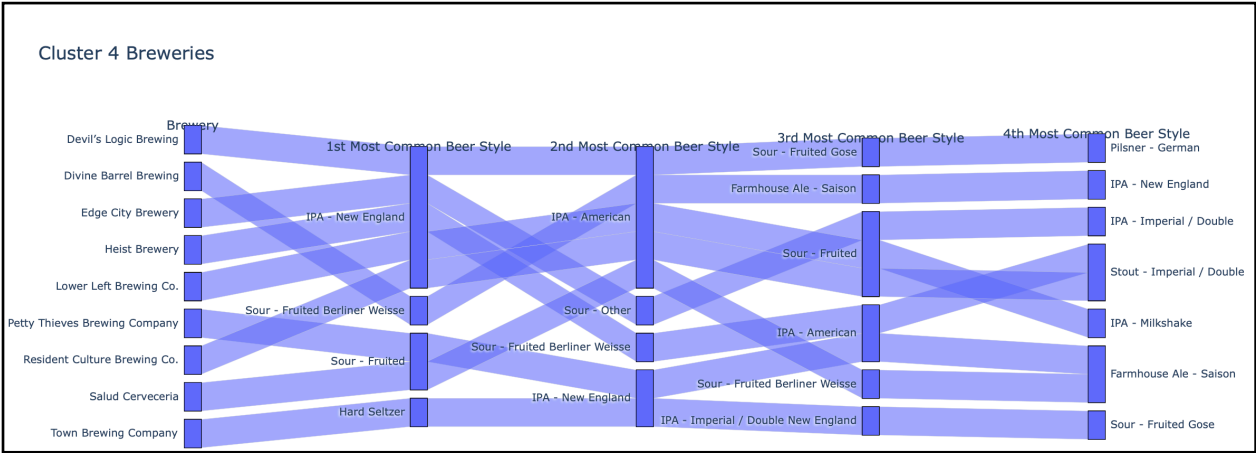 Cluster 4 Breweries
Brewery
Devil’s Logic Brewing
Divine Barrel Brewing
Edge City Brewery
Heist Brewery
Lower Left Brewing Co.
Petty Thieves Brewing Company
Resident Culture Brewing Co.
Salud Cerveceria
Town Brewing Company
1st Most Common Beer Style
IPA - New England
Sour - Fruited Berliner Weisse
Sour - Fruited
Hard Seltzer
2nd Most Common Beer Style
IPA - American
Sour - Other
Sour - Fruited Berliner Weisse
IPA - New England
3rd Most Common Beer Style
Sour - Fruited Gose
Farmhouse Ale - Saison
Sour - Fruited
IPA - American
Sour - Fruited Berliner Weisse
IPA - Imperial / Double New England
4th Most Common Beer Style
Pilsner - German
IPA - New England
IPA - Imperial / Double
Stout - Imperial / Double
IPA - Milkshake
Farmhouse Ale - Saison
Sour - Fruited Gose